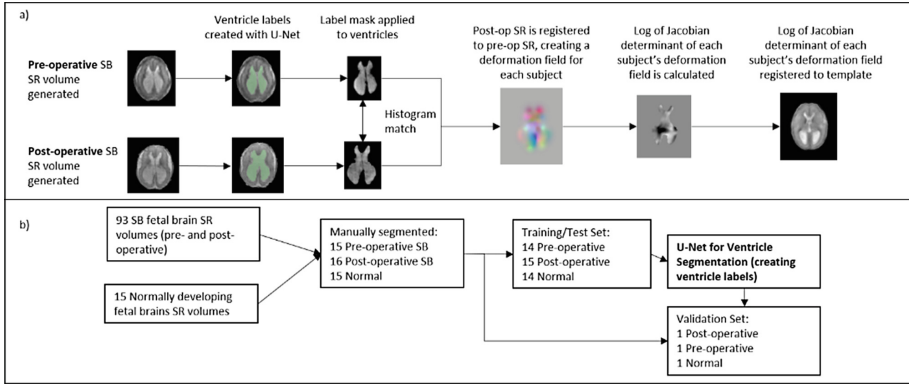 a)
Ventricle labels
created with U-Net
Label mask applied
to ventricles
Post-op SR is registered
to pre-op SR, creating a
deformation field for
each subject
Log of Jacobian
determinant of each
subject's deformation
field is calculated
Log of Jacobian
determinant of each
subject's deformation field
registered to template
Pre-operative SB
SR volume
generated
Histogram
match
Post-operative SB
SR volume
generated
b)
93 SB fetal brain SR
volumes (pre- and post-
operative)
15 Normally developing
fetal brains SR volumes
Manually segmented:
15 Pre-operative SB
16 Post-operative SB
15 Normal
Training/Test Set:
14 Pre-operative
15 Post-operative
14 Normal
U-Net for Ventricle
Segmentation (creating
ventricle labels)
Validation Set:
1 Post-operative
1 Pre-operative
1 Normal